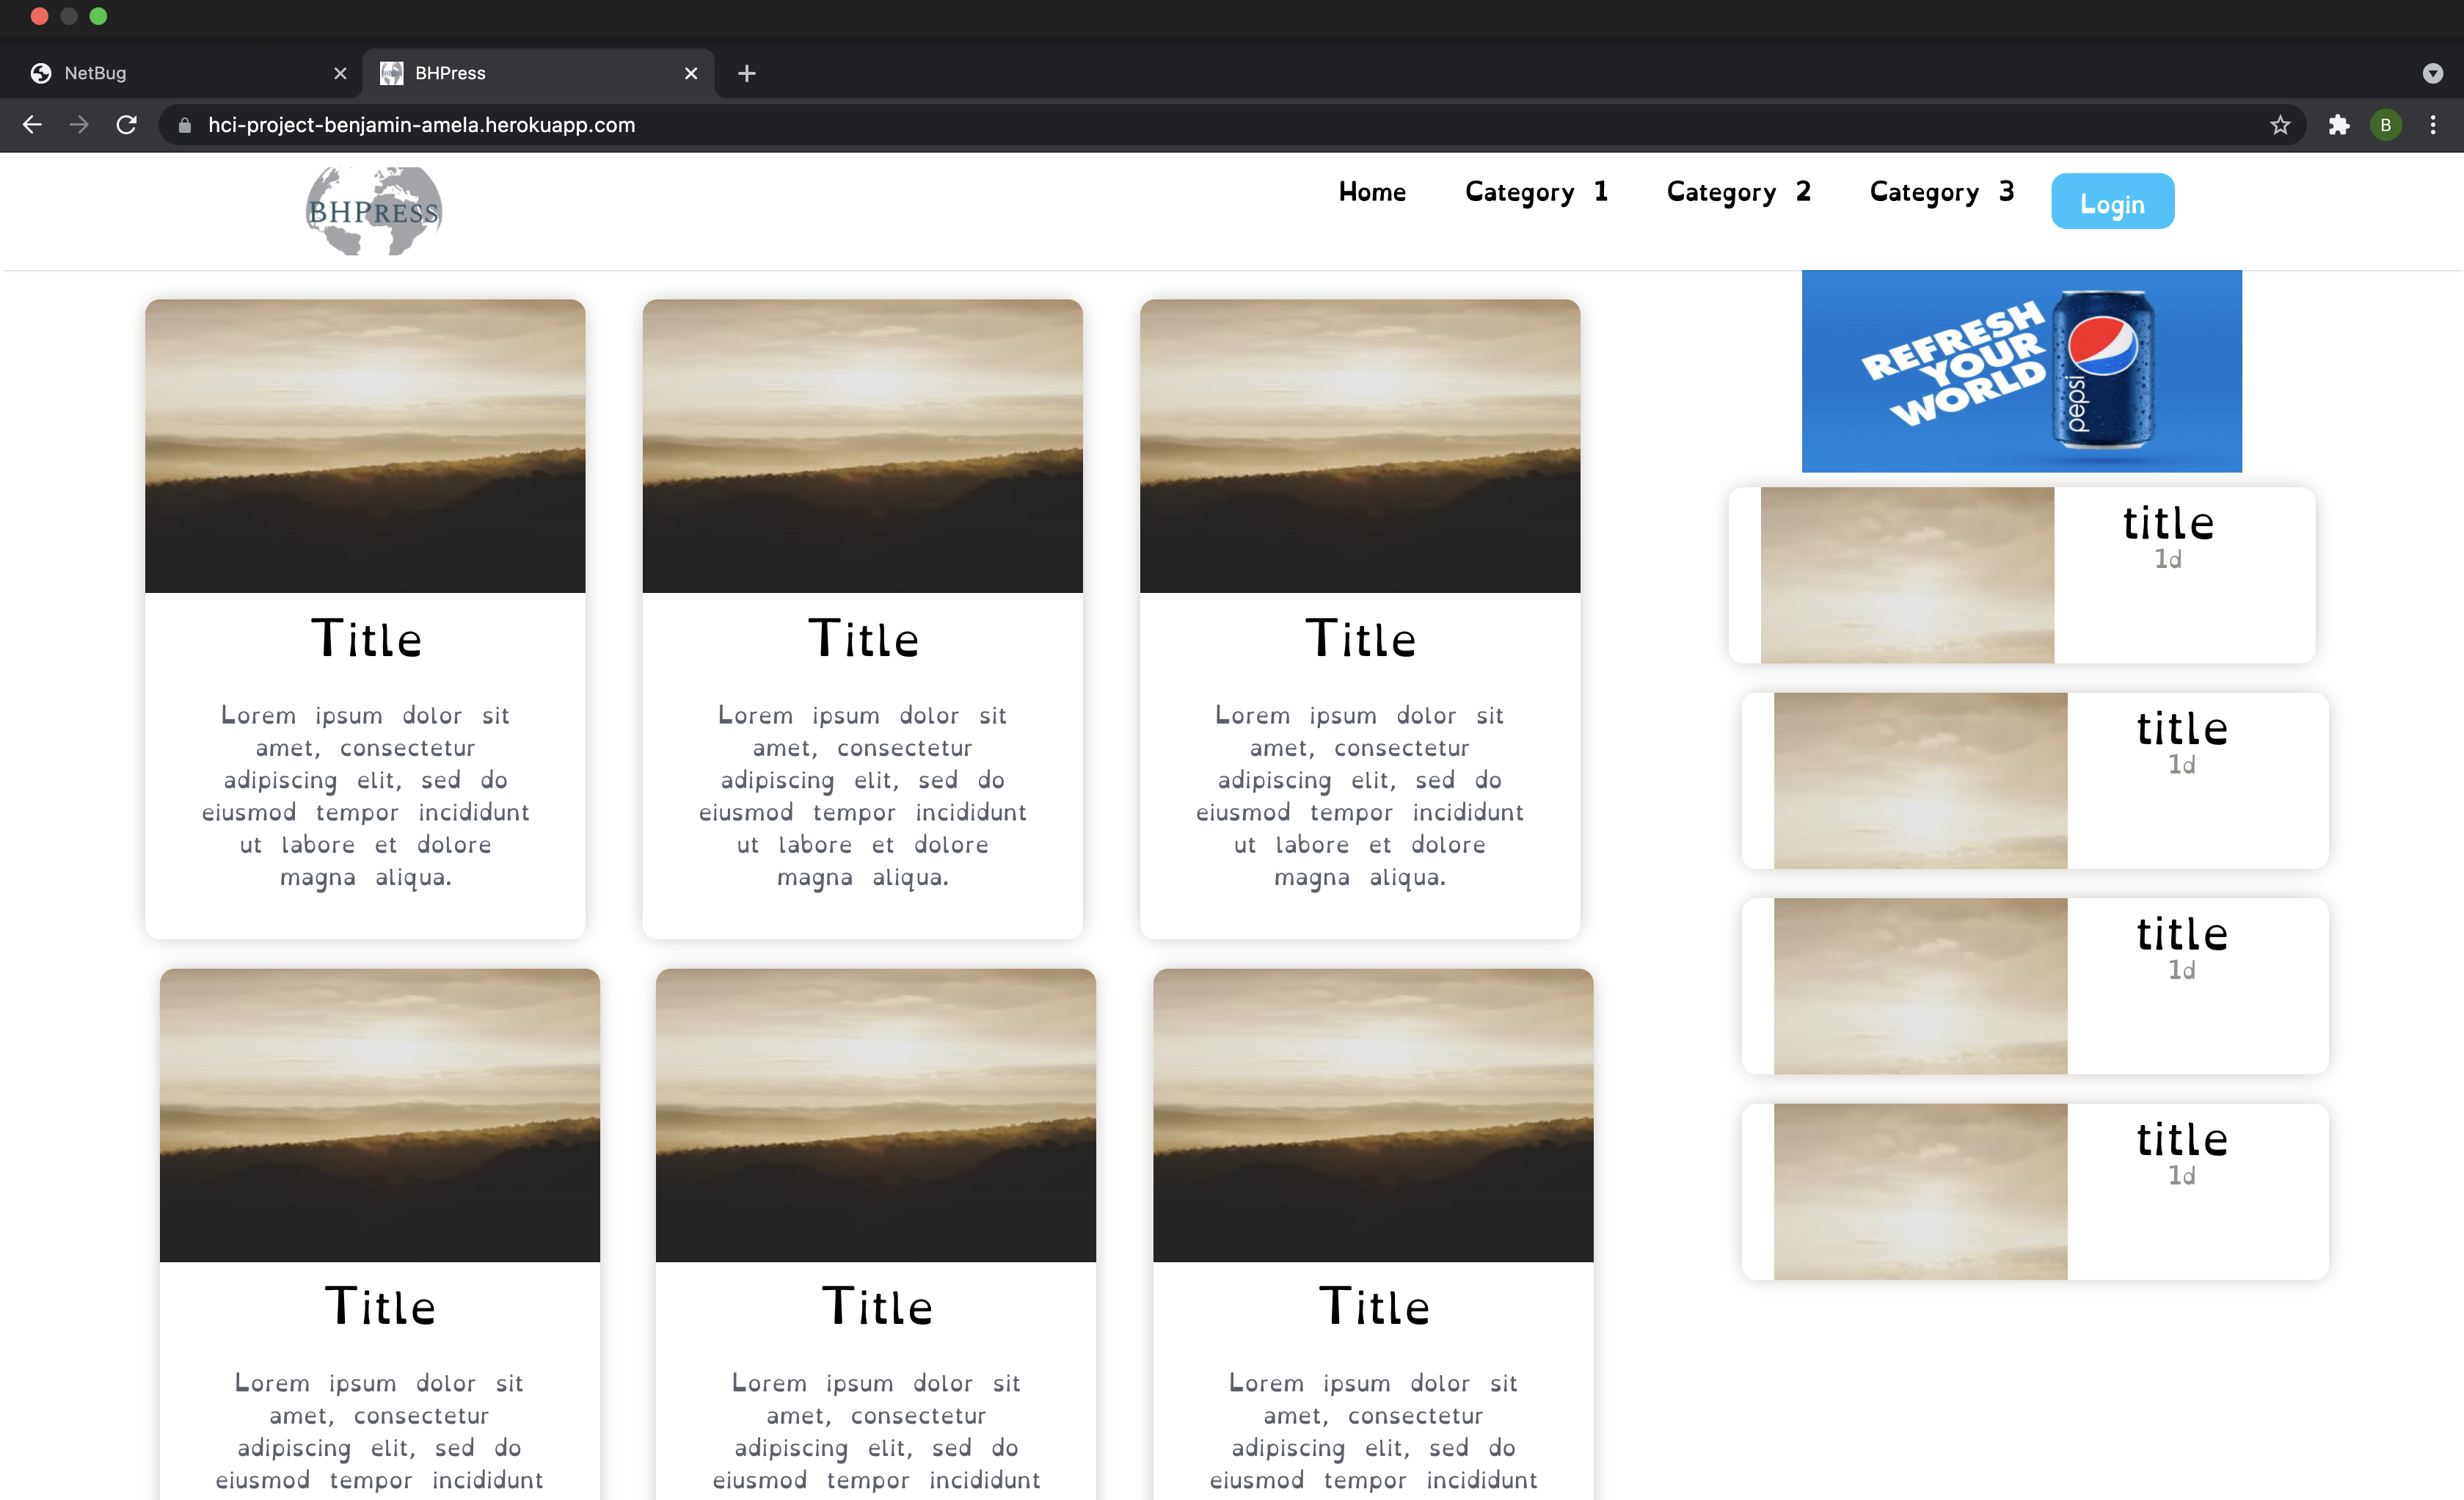 NetBug
BHPress
hci-project-benjamin-amela.herokuapp.com
B
BHPRESS
Home
Category 1
Category 2
Category 3
Login
REFRESH
YOUR
WORLD
pepsi
Title
Lorem ipsum dolor sit
amet, consectetur
adipiscing elit, sed do
eiusmod tempor incididunt
ut labore et dolore
magna aliqua.
Title
Lorem ipsum dolor sit
amet, consectetur
adipiscing elit, sed do
eiusmod tempor incididunt
ut labore et dolore
magna aliqua.
Title
Lorem ipsum dolor sit
amet, consectetur
adipiscing elit, sed do
eiusmod tempor incididunt
ut labore et dolore
magna aliqua.
title
1d
title
1d
title
1d
title
1d
Title
Lorem ipsum dolor sit
amet, consectetur
adipiscing elit, sed do
eiusmod tempor incididunt
Title
Lorem ipsum dolor sit
amet, consectetur
adipiscing elit, sed do
eiusmod tempor incididunt
Title
Lorem ipsum dolor sit
amet, consectetur
adipiscing elit, sed do
eiusmod tempor incididunt